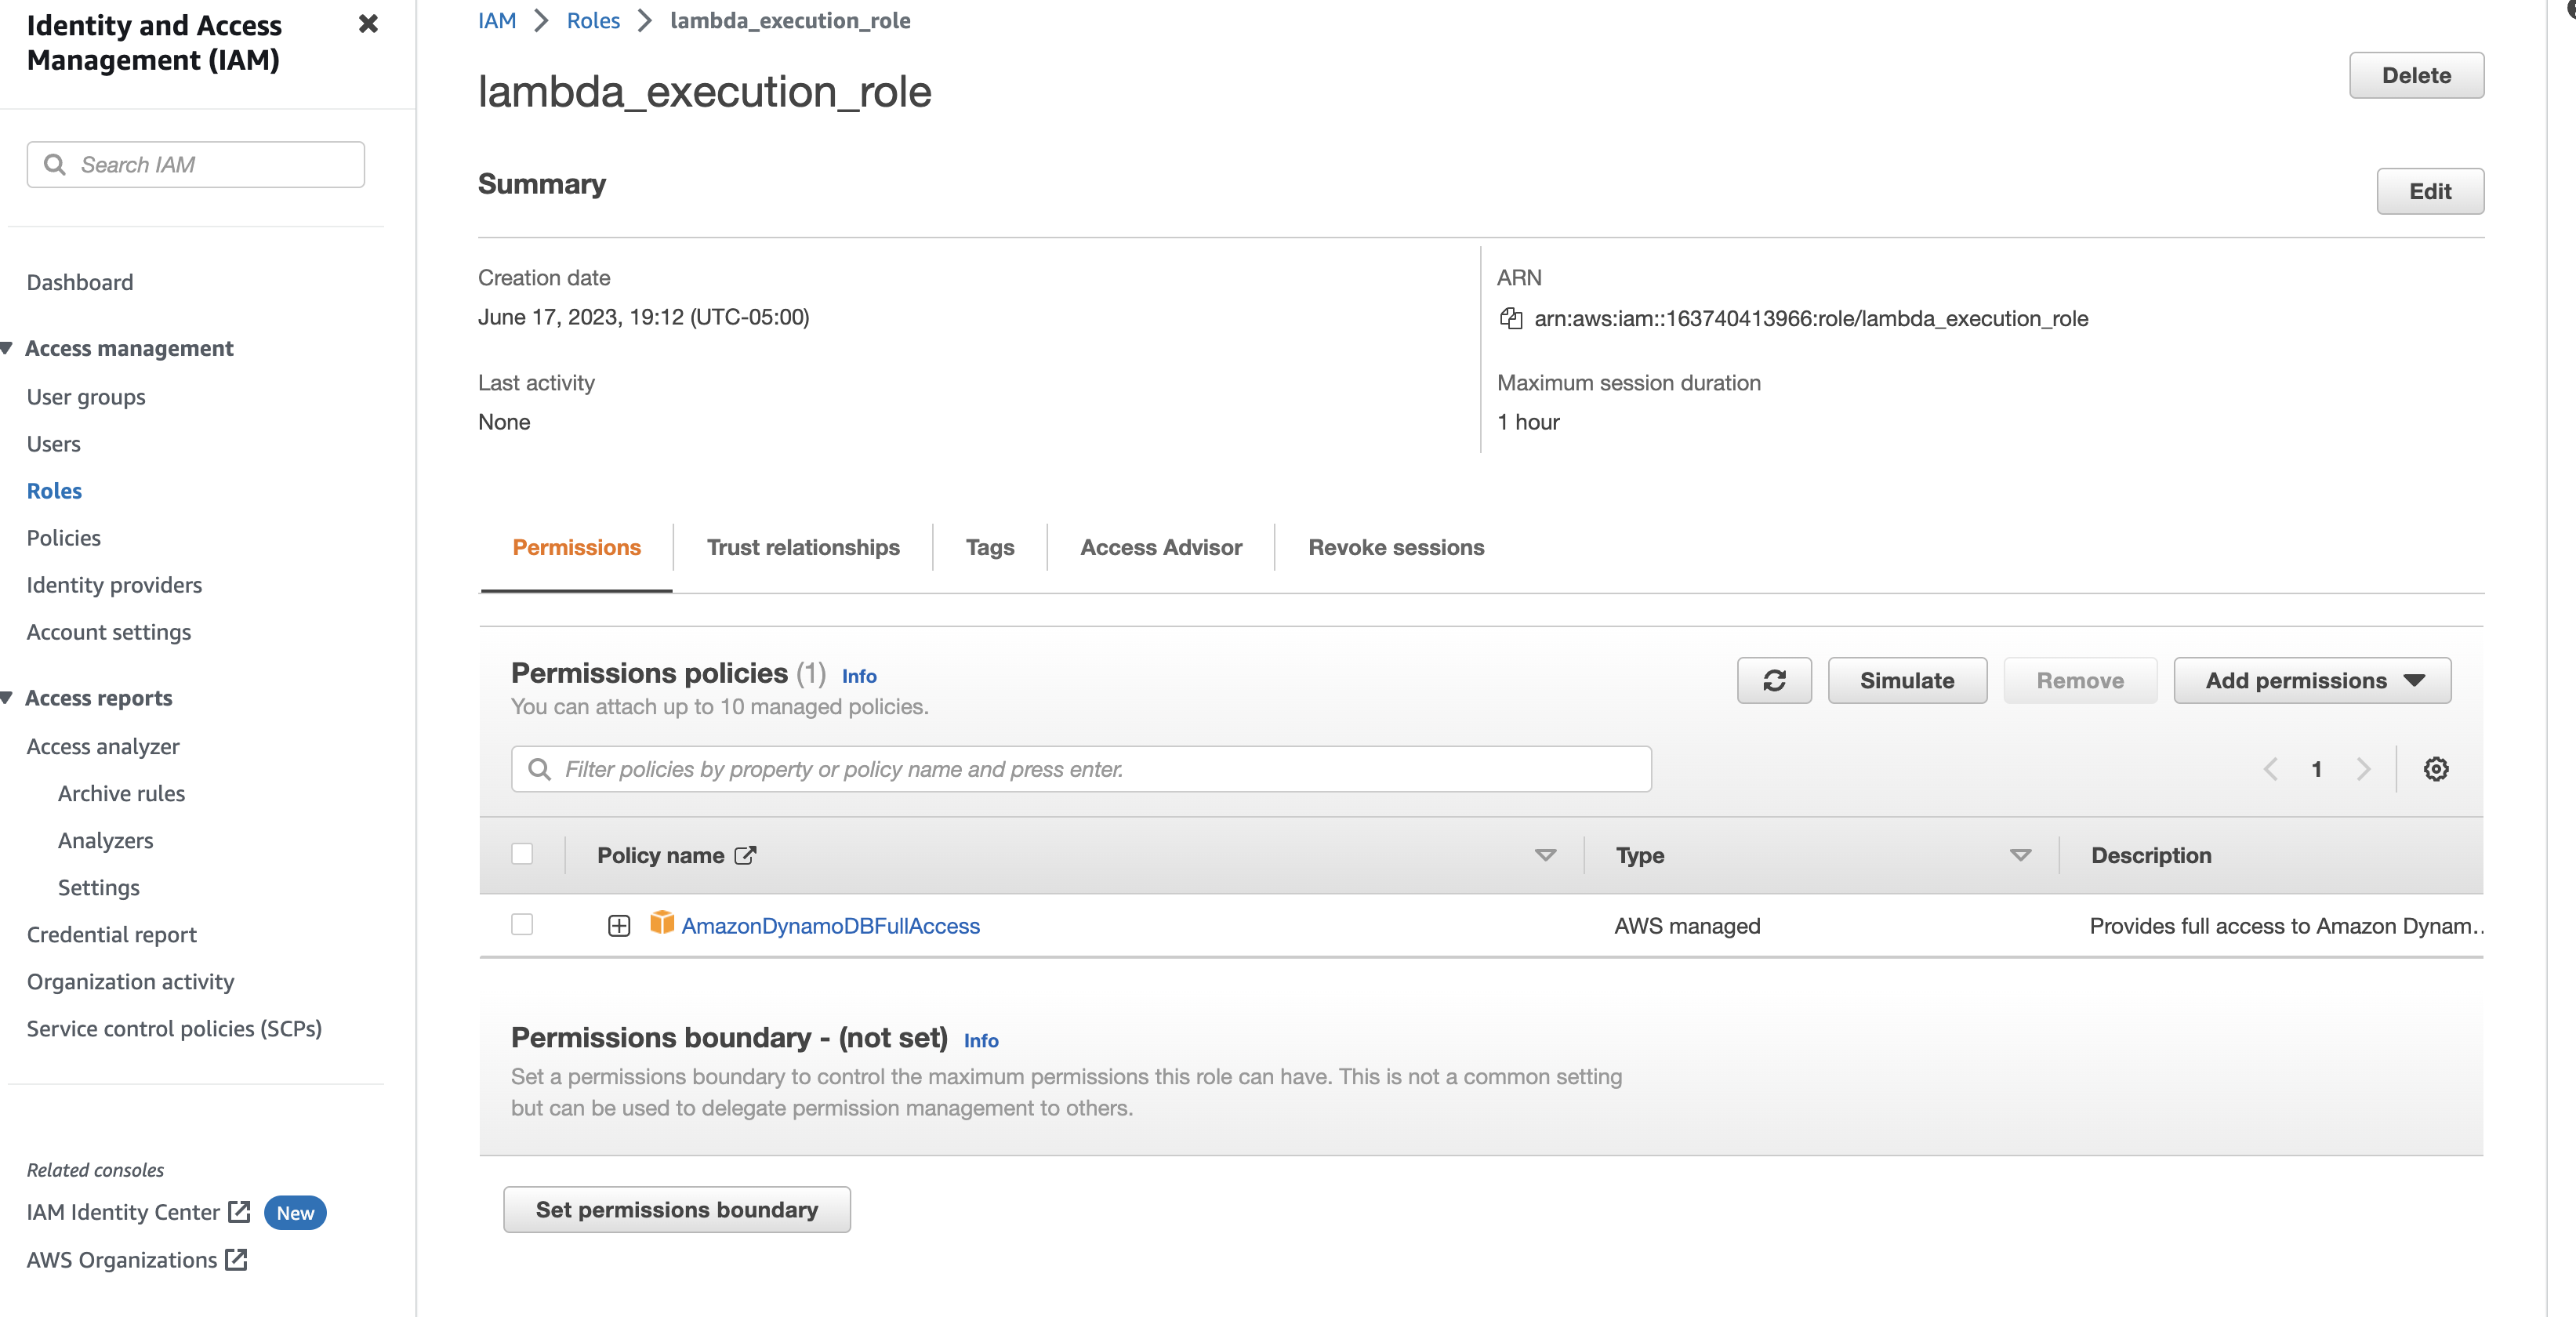 Identity and Access
Management (IAM)
Search IAM
Dashboard
Access management
User groups
Users
Roles
Policies
Identity providers
Account settings
Access reports
Access analyzer
Archive rules
Analyzers
Settings
Credential report
Organization activity
Service control policies (SCPs)
Related consoles
IAM Identity Center New
AWS Organizations
IAM > Roles > lambda_execution_role
lambda_execution_role
Delete
Summary
Edit
Creation date
June 17, 2023, 19:12 (UTC-05:00)
ARN
arn:aws:iam::163740413966:role/lambda_execution_role
Last activity
None
Maximum session duration
1 hour
Permissions Trust relationships Tags Access Advisor Revoke sessions
Permissions policies (1) Info
You can attach up to 10 managed policies.
Simulate Remove Add permissions
Filter policies by property or policy name and press enter.
1
Policy name Type Description
AmazonDynamoDBFullAccess AWS managed Provides full access to Amazon Dynam..
Permissions boundary - (not set) Info
Set a permissions boundary to control the maximum permissions this role can have. This is not a common setting
but can be used to delegate permission management to others.
Set permissions boundary